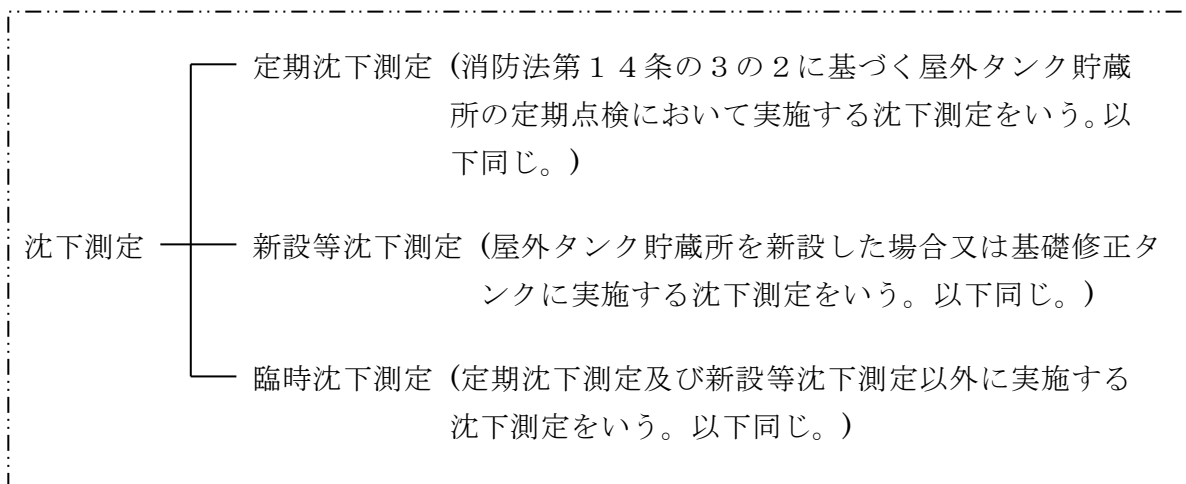 定期沈下測定 (消防法第１４条の３の２に基づく屋外タンク貯蔵
所の定期点検において実施する沈下測定をいう。以
下同じ。)
沈下測定
新設等沈下測定 (屋外タンク貯蔵所を新設した場合又は基礎修正タ
ンクに実施する沈下測定をいう。以下同じ。)
臨時沈下測定 (定期沈下測定及び新設等沈下測定以外に実施する
沈下測定をいう。以下同じ。)